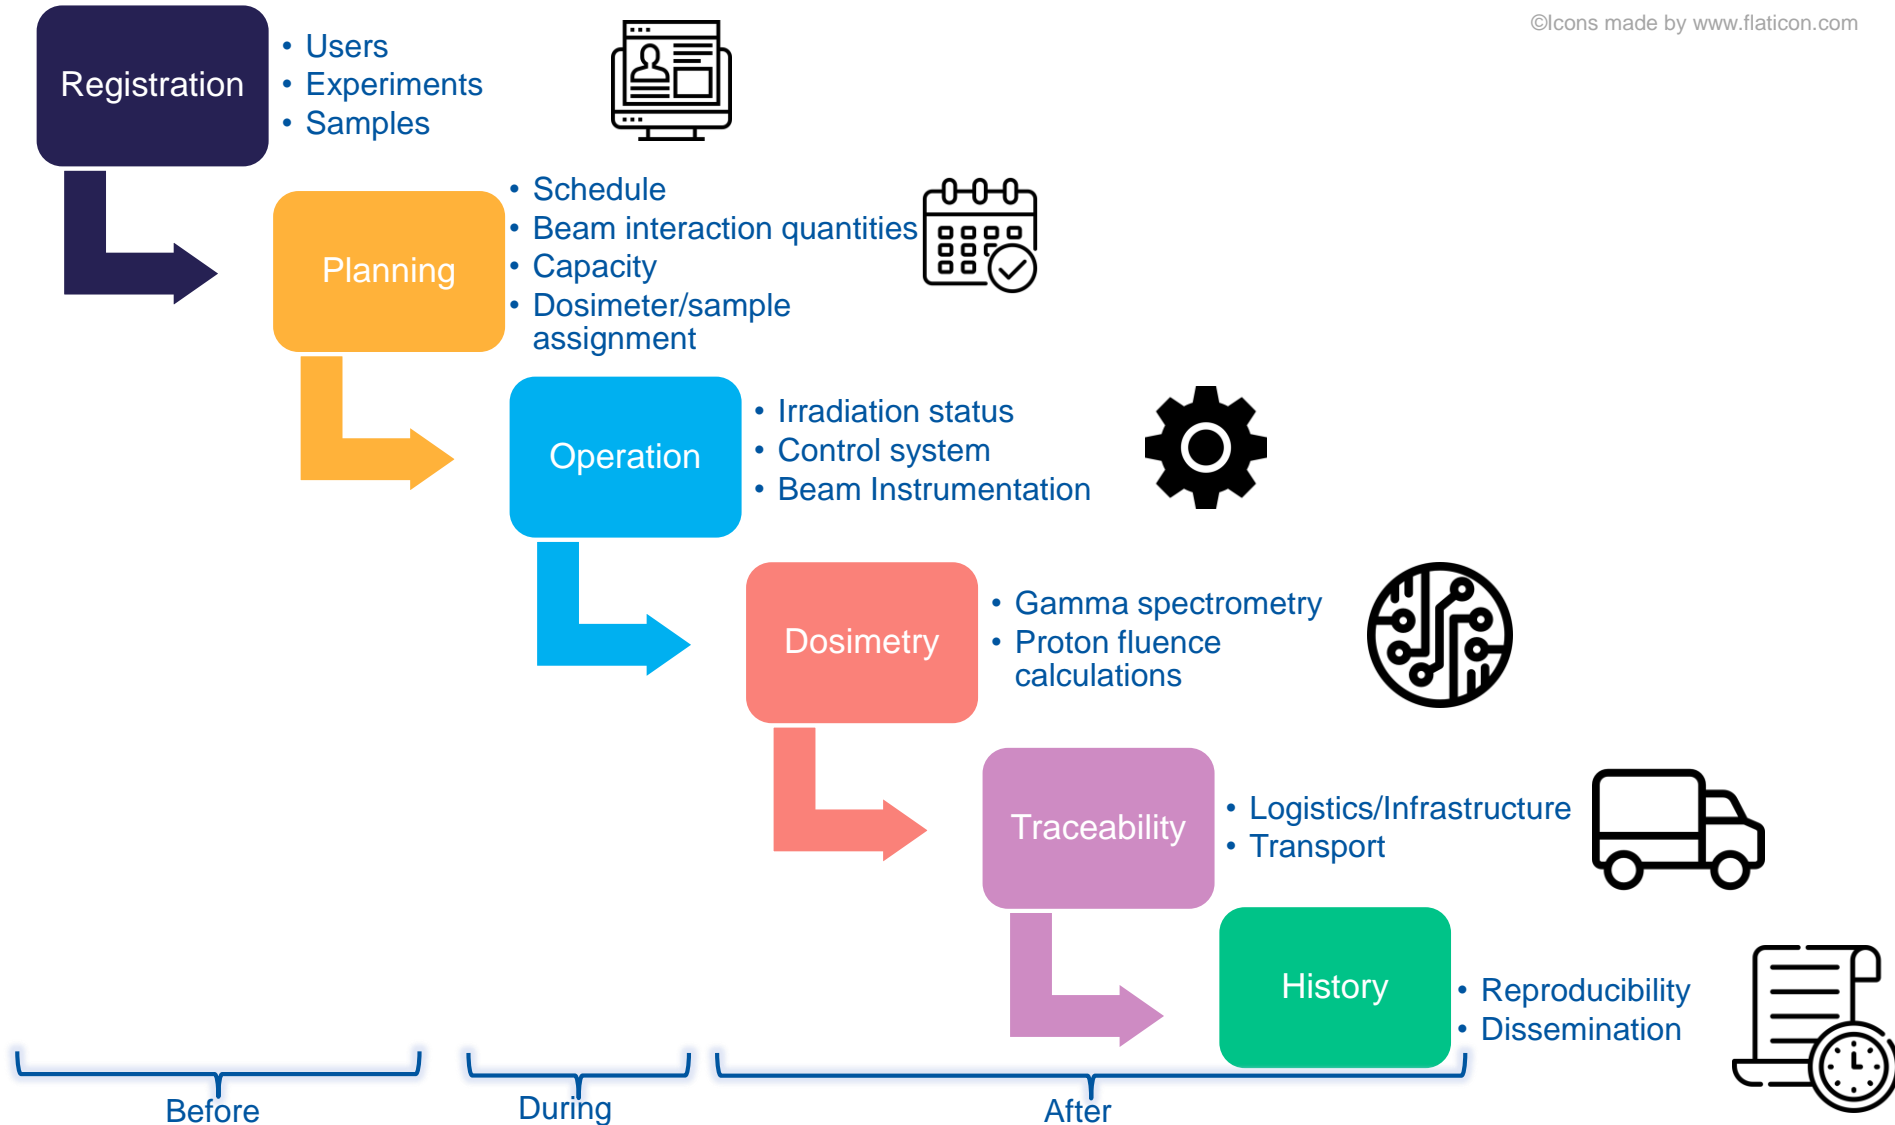 ©Icons made by www.flaticon.com
Registration
• Users
• Experiments
• Samples
Planning
• Schedule
• Beam interaction quantities
• Capacity
• Dosimeter/sample
assignment
Operation
• Irradiation status
• Control system
• Beam Instrumentation
Dosimetry
• Gamma spectrometry
• Proton fluence
calculations
Traceability
• Logistics/Infrastructure
• Transport
History
• Reproducibility
• Dissemination
Before
During
After